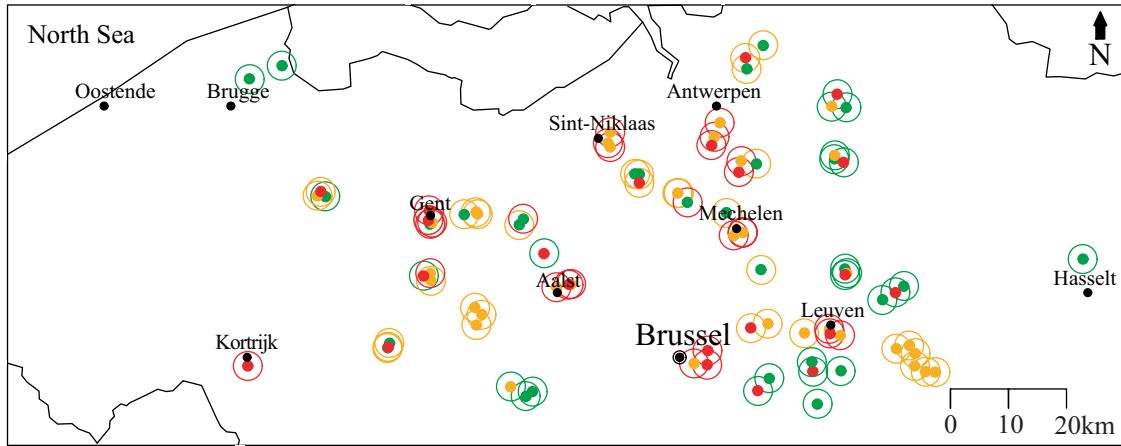 North Sea
N
Oostende
Brugge
Antwerpen
Sint-Niklaas
Gent
Mechelen
Aalst
Hasselt
Leuven
Kortrijk
Brussel
0 10 20km